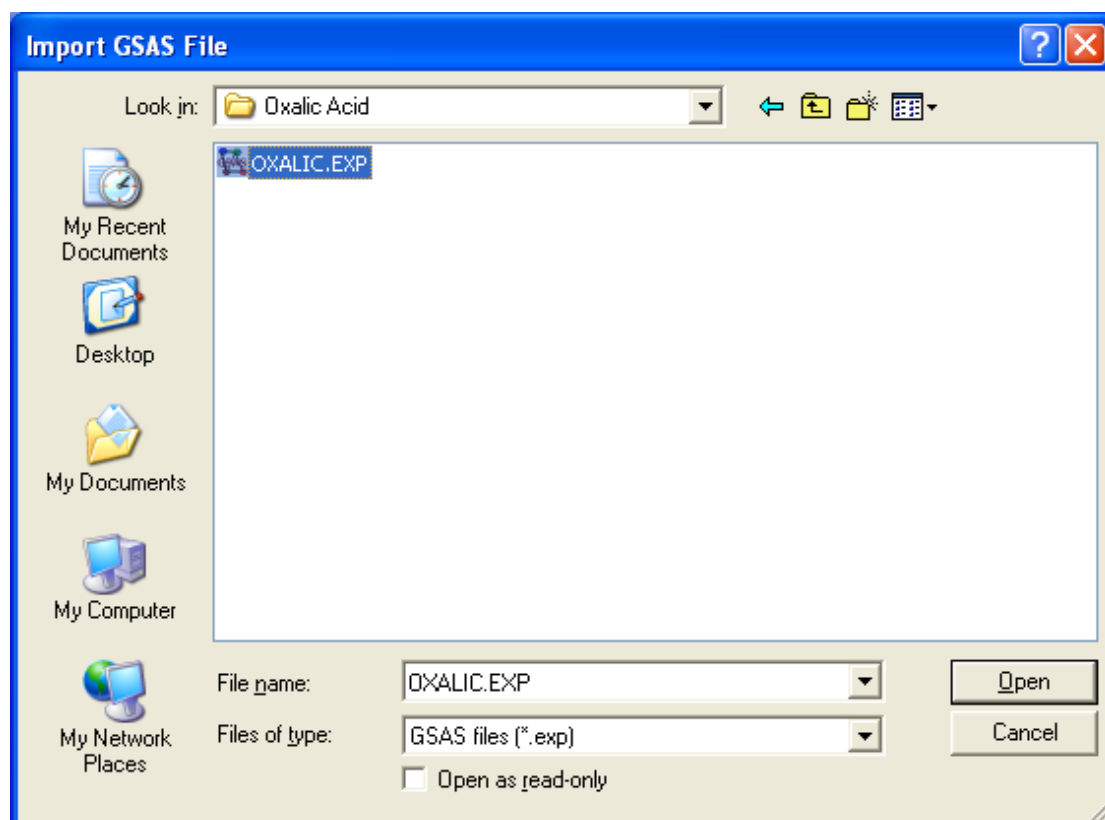 Import GSAS File
Look in:
Oxalic Acid
OXALIC.EXP
My Recent
Documents
Desktop
My Documents
My Computer
My Network
Places
File name:
OXALIC.EXP
Open
Files of type:
GSAS files (*.exp)
Cancel
Open as read-only